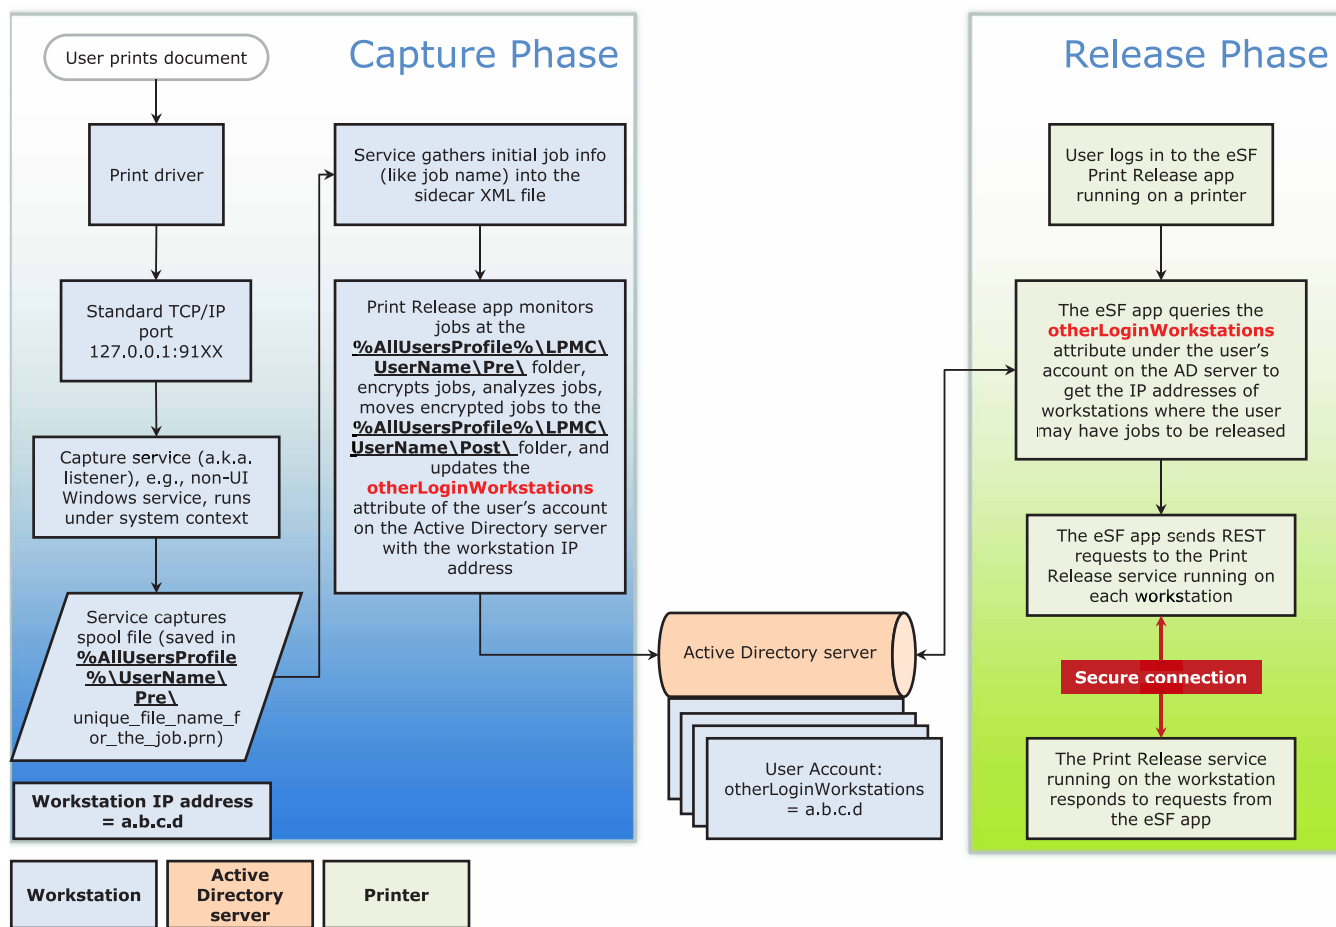 Capture Phase
User prints document
Print driver
Standard TCP/IP
port
127.0.0.1:91XX
Capture service (a.k.a.
listener), e.g., non-UI
Windows service, runs
under system context
Service captures
spool file (saved in
%AllUsersProfile
%\UserName\
Pre\
unique_file_name_f
or_the_job.prn)
Workstation IP address
= a.b.c.d
Service gathers initial job info
(like job name) into the
sidecar XML file
Print Release app monitors
jobs at the
%AllUsersProfile%\LPMC\
UserName\Pre\ folder,
encrypts jobs, analyzes jobs,
moves encrypted jobs to the
%AllUsersProfile%\LPMC\
UserName\Post\ folder, and
updates the
otherLoginWorkstations
attribute of the user’s account
on the Active Directory server
with the workstation IP
address
Active Directory server
User Account:
otherLoginWorkstations
= a.b.c.d
Release Phase
User logs in to the eSF
Print Release app
running on a printer
The eSF app queries the
otherLoginWorkstations
attribute under the user’s
account on the AD server to
get the IP addresses of
workstations where the user
may have jobs to be released
The eSF app sends REST
requests to the Print
Release service running on
each workstation
Secure connection
The Print Release service
running on the workstation
responds to requests from
the eSF app
Workstation
Active
Directory
server
Printer